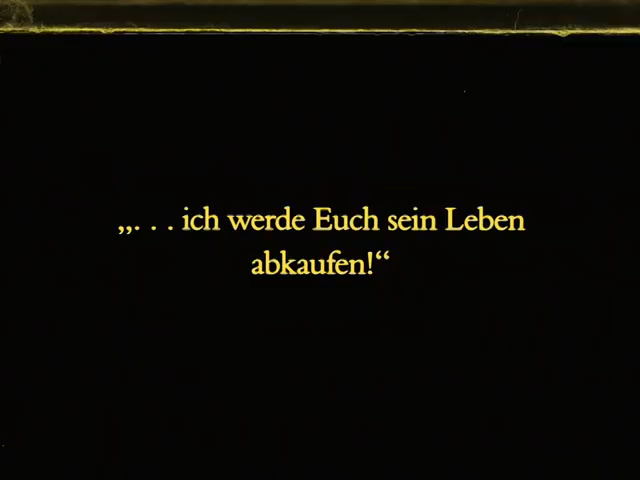 „. . . ich werde Euch sein Leben
abkaufen!“